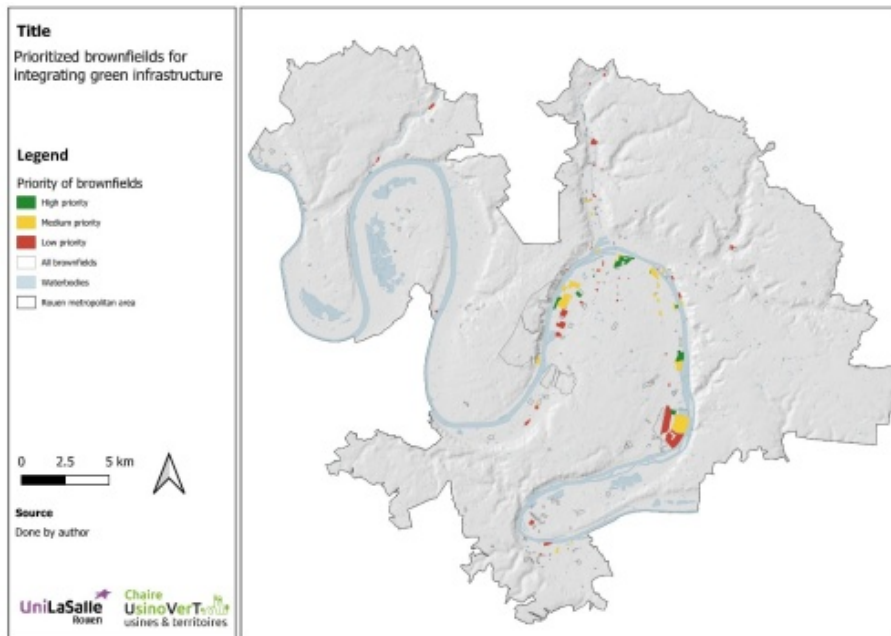 Title
Prioritized brownfieilds for
integrating green infrastructure
Legend
Priority of brownfields
High priority
Medium priority
Low priority
All brownfields
Waterbodies
Rouen metropolitan area
0 2.5 5 km
Source
Done by author
UniLaSalle
Rouen
Chaire
UsinoVerT
usines & territoires